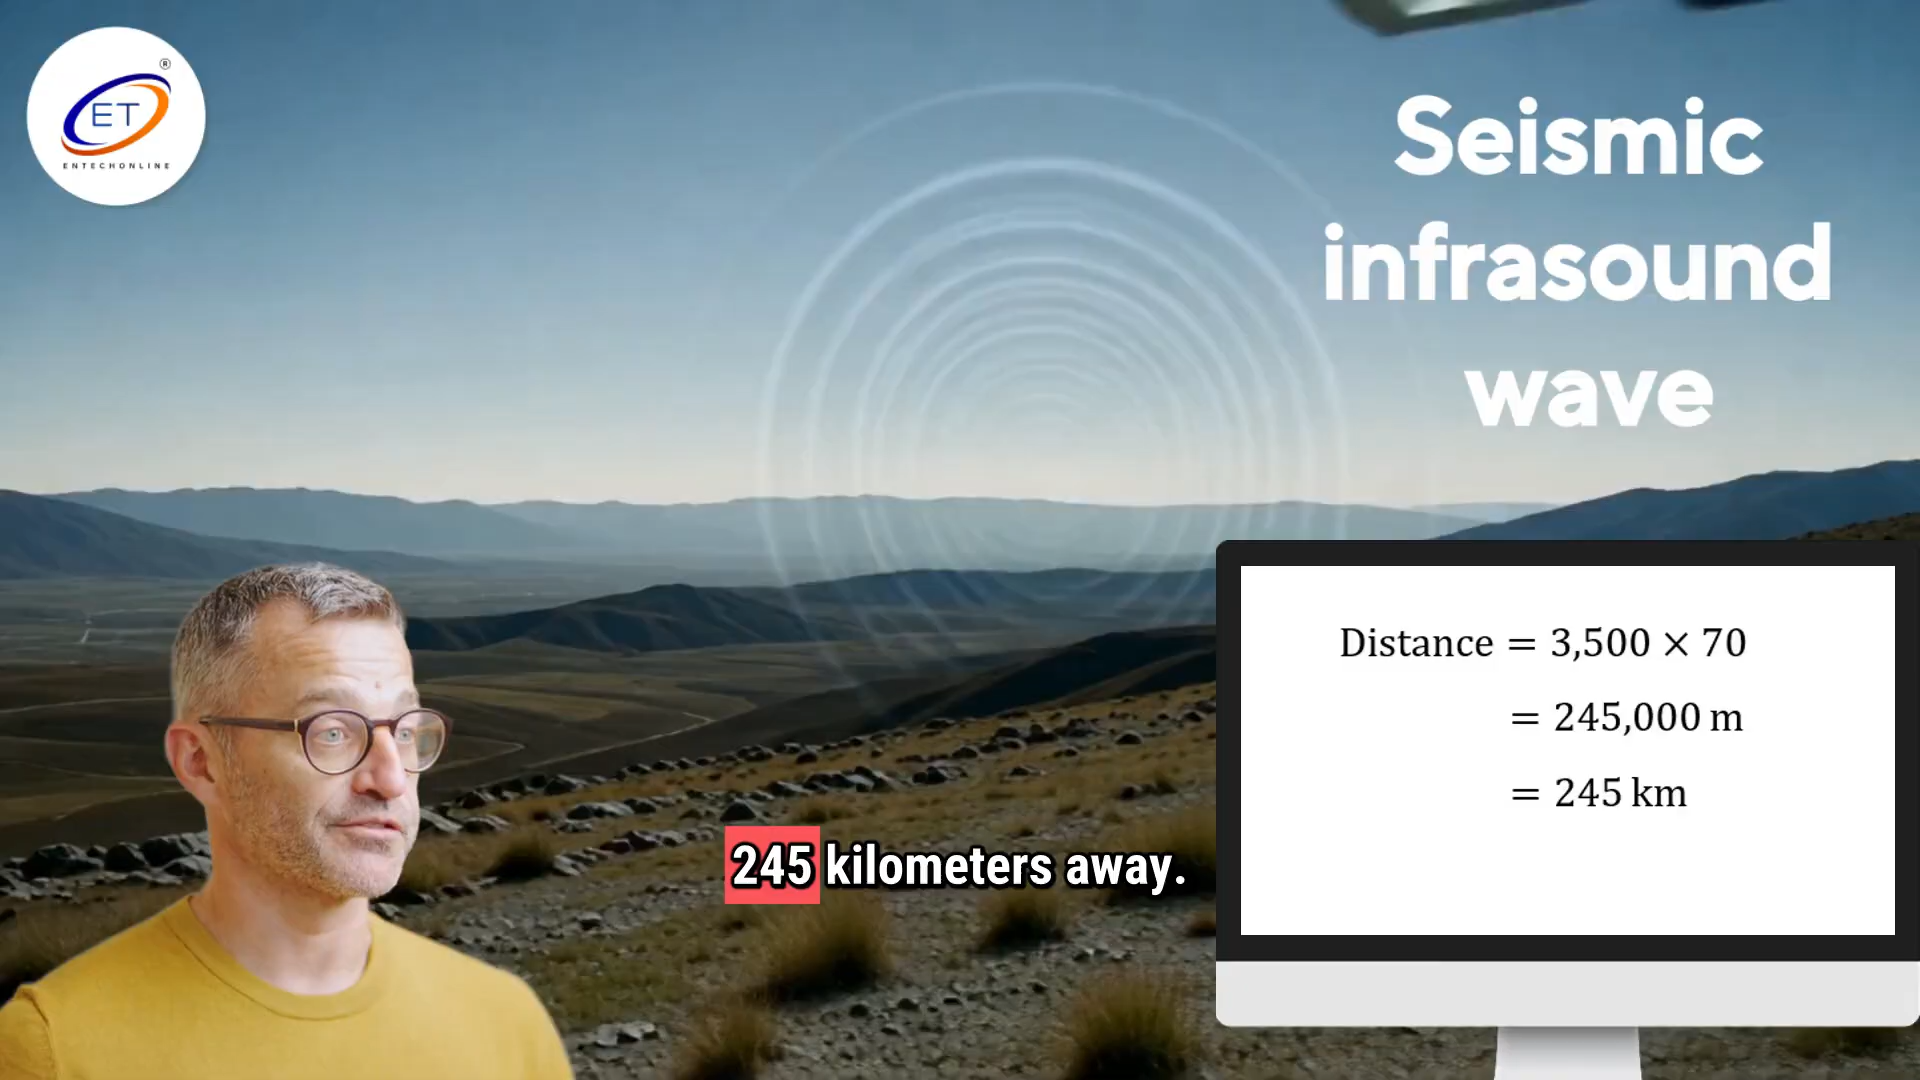 ET
®
ENTECHONLINE
Seismic
infrasound
wave
Distance = 3,500 × 70
= 245,000 m
= 245 km
245 kilometers away.